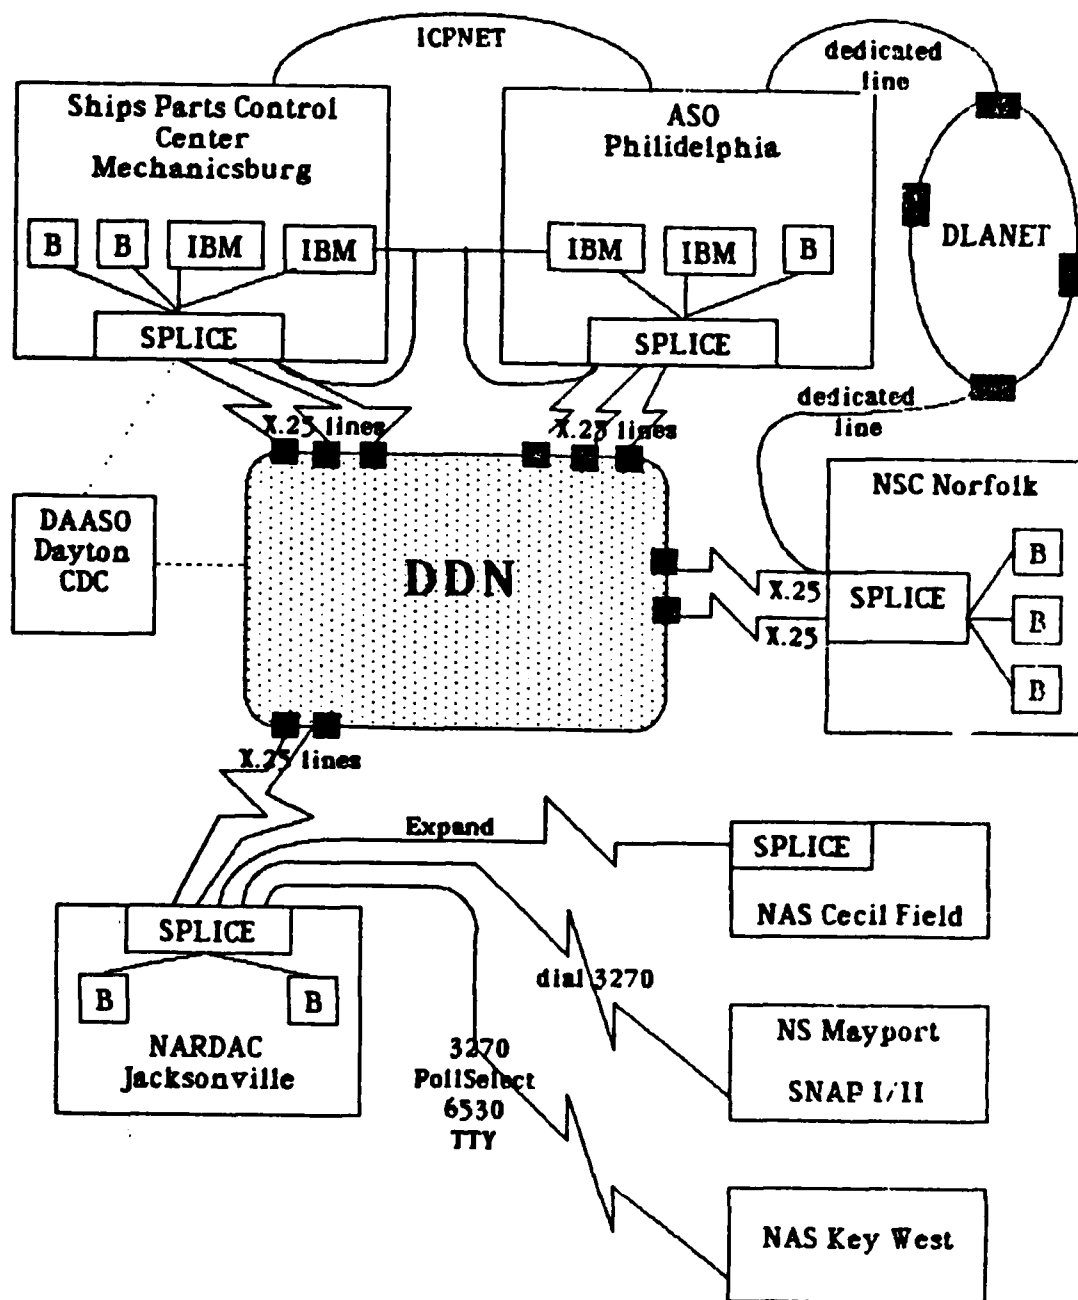 ICPNET
dedicated
line
Ships Parts Control
Center
Mechanicsburg
ASO
Philidelphia
B
B
IBM
IBM
IBM
IBM
B
DLANET
SPLICE
SPLICE
dedicated
line
X.25 lines
X.25 lines
NSC Norfolk
DAASO
Dayton
CDC
DDN
B
X.25
SPLICE
B
X.25
B
X.25 lines
Expand
SPLICE
NAS Cecil Field
SPLICE
B
B
dial 3270
NARDAC
Jacksonville
3270
PollSelect
6530
TTY
NS Mayport
SNAP I/II
NAS Key West